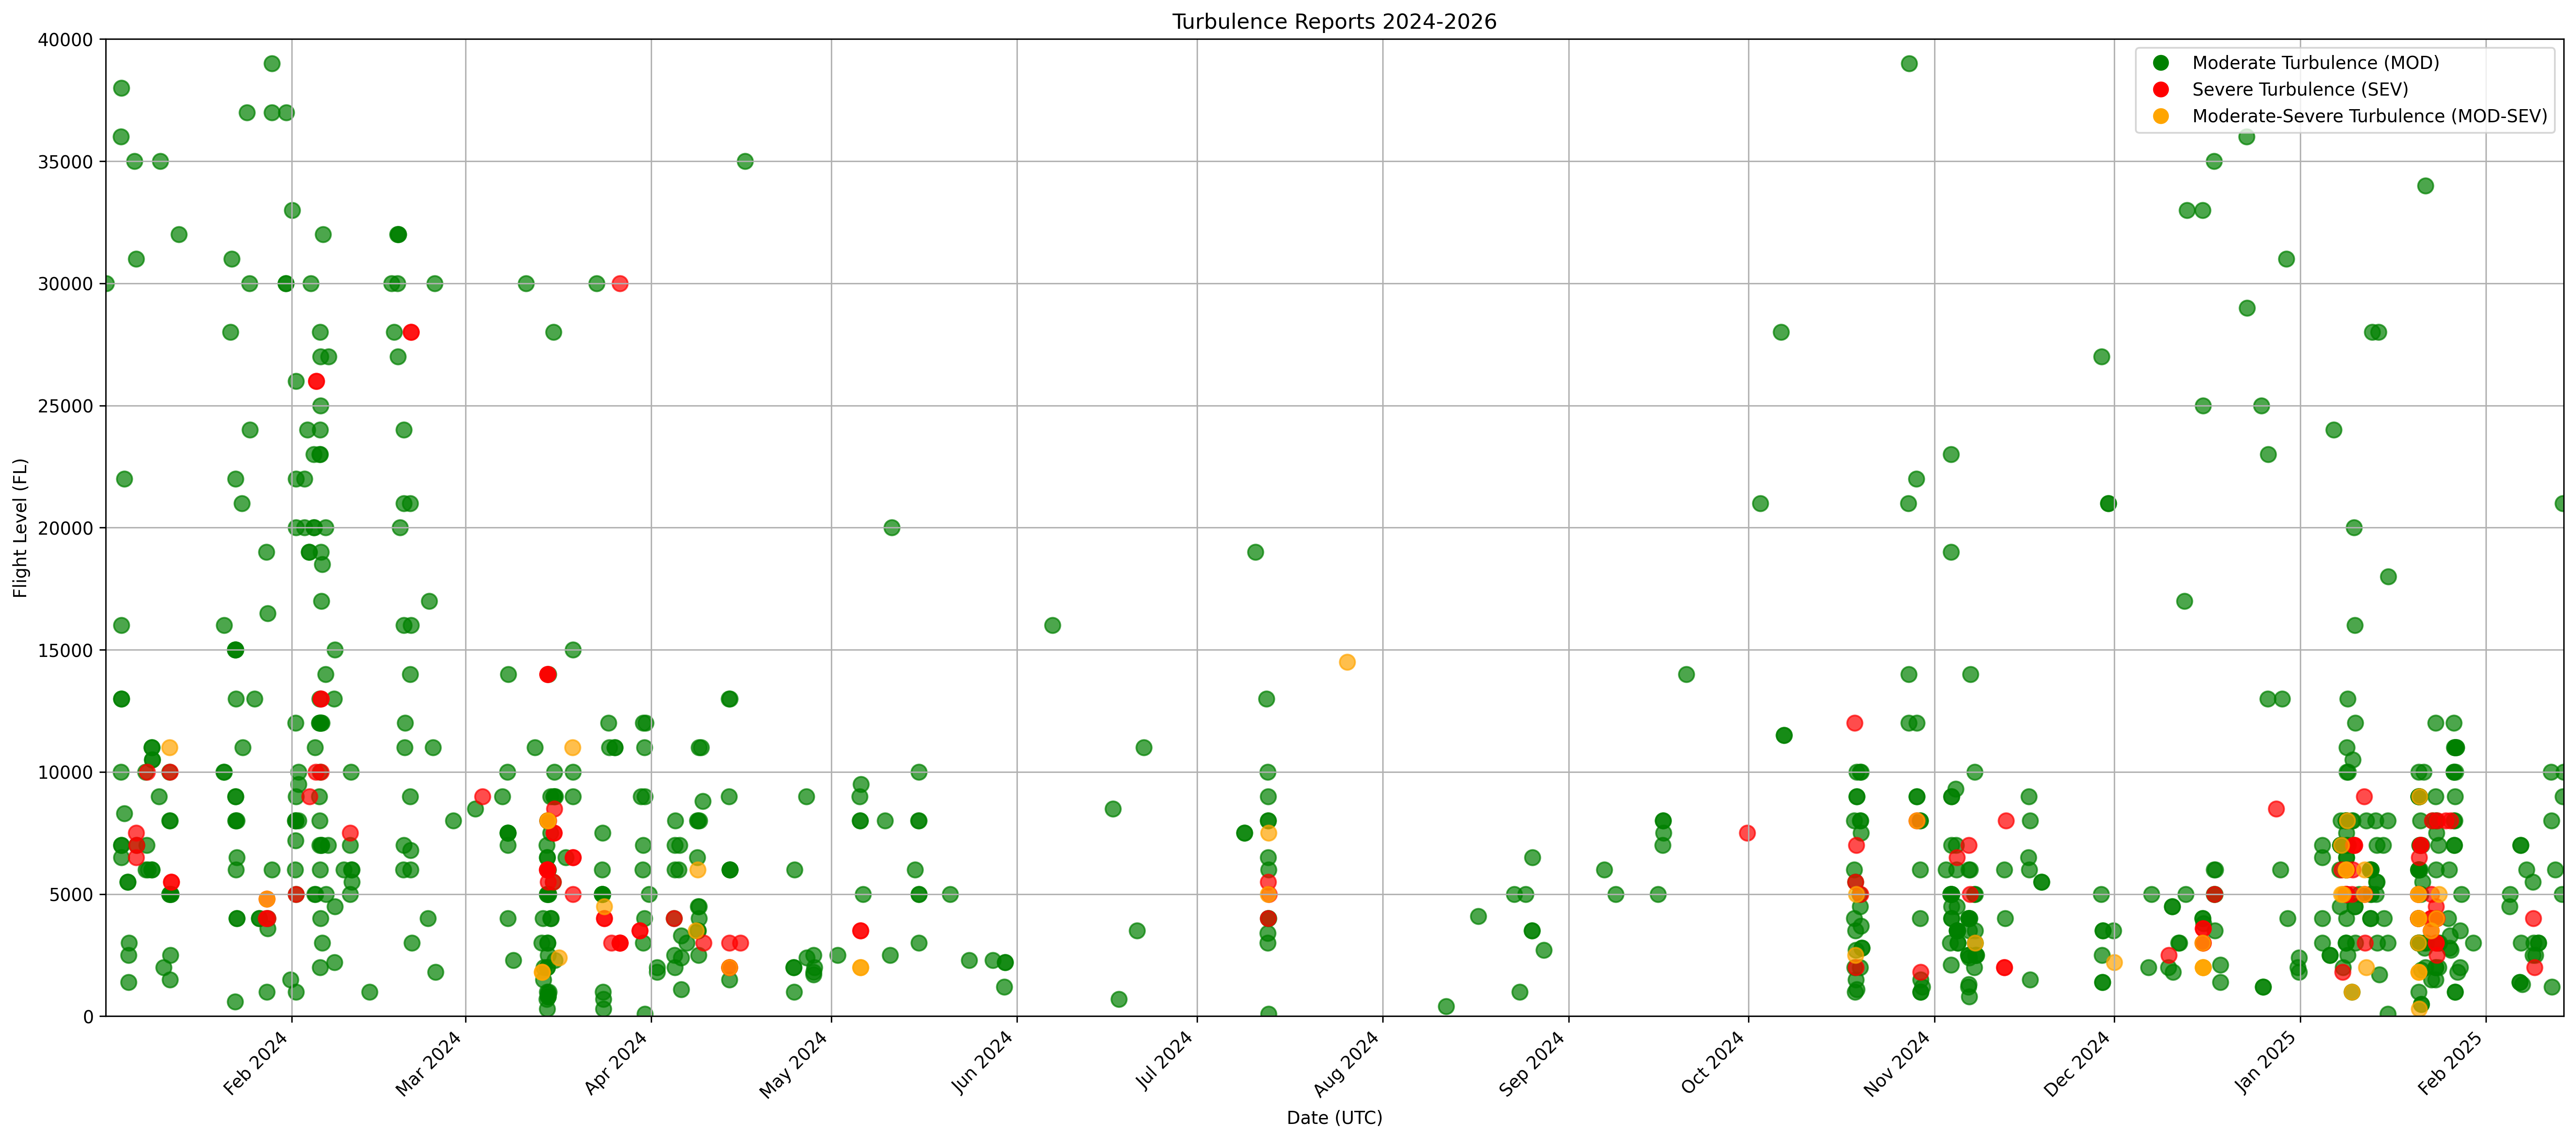 Turbulence Reports 2024-2026
Moderate Turbulence (MOD)
Severe Turbulence (SEV)
Moderate-Severe Turbulence (MOD-SEV)
Flight Level (FL)
40000
35000
30000
25000
20000
15000
10000
5000
0
Feb 2024
Mar 2024
Apr 2024
May 2024
Jun 2024
Jul 2024
Aug 2024
Sep 2024
Oct 2024
Nov 2024
Dec 2024
Jan 2025
Feb 2025
Date (UTC)